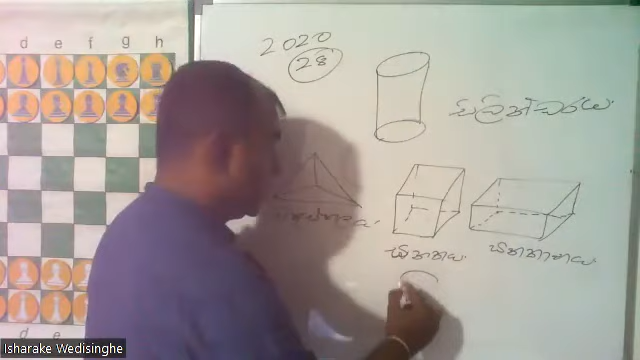 2020
28
සිලින්ඩරය
ඝනකය
ඝනකාභය
d e f g h
d e
Isharake Wedisinghe